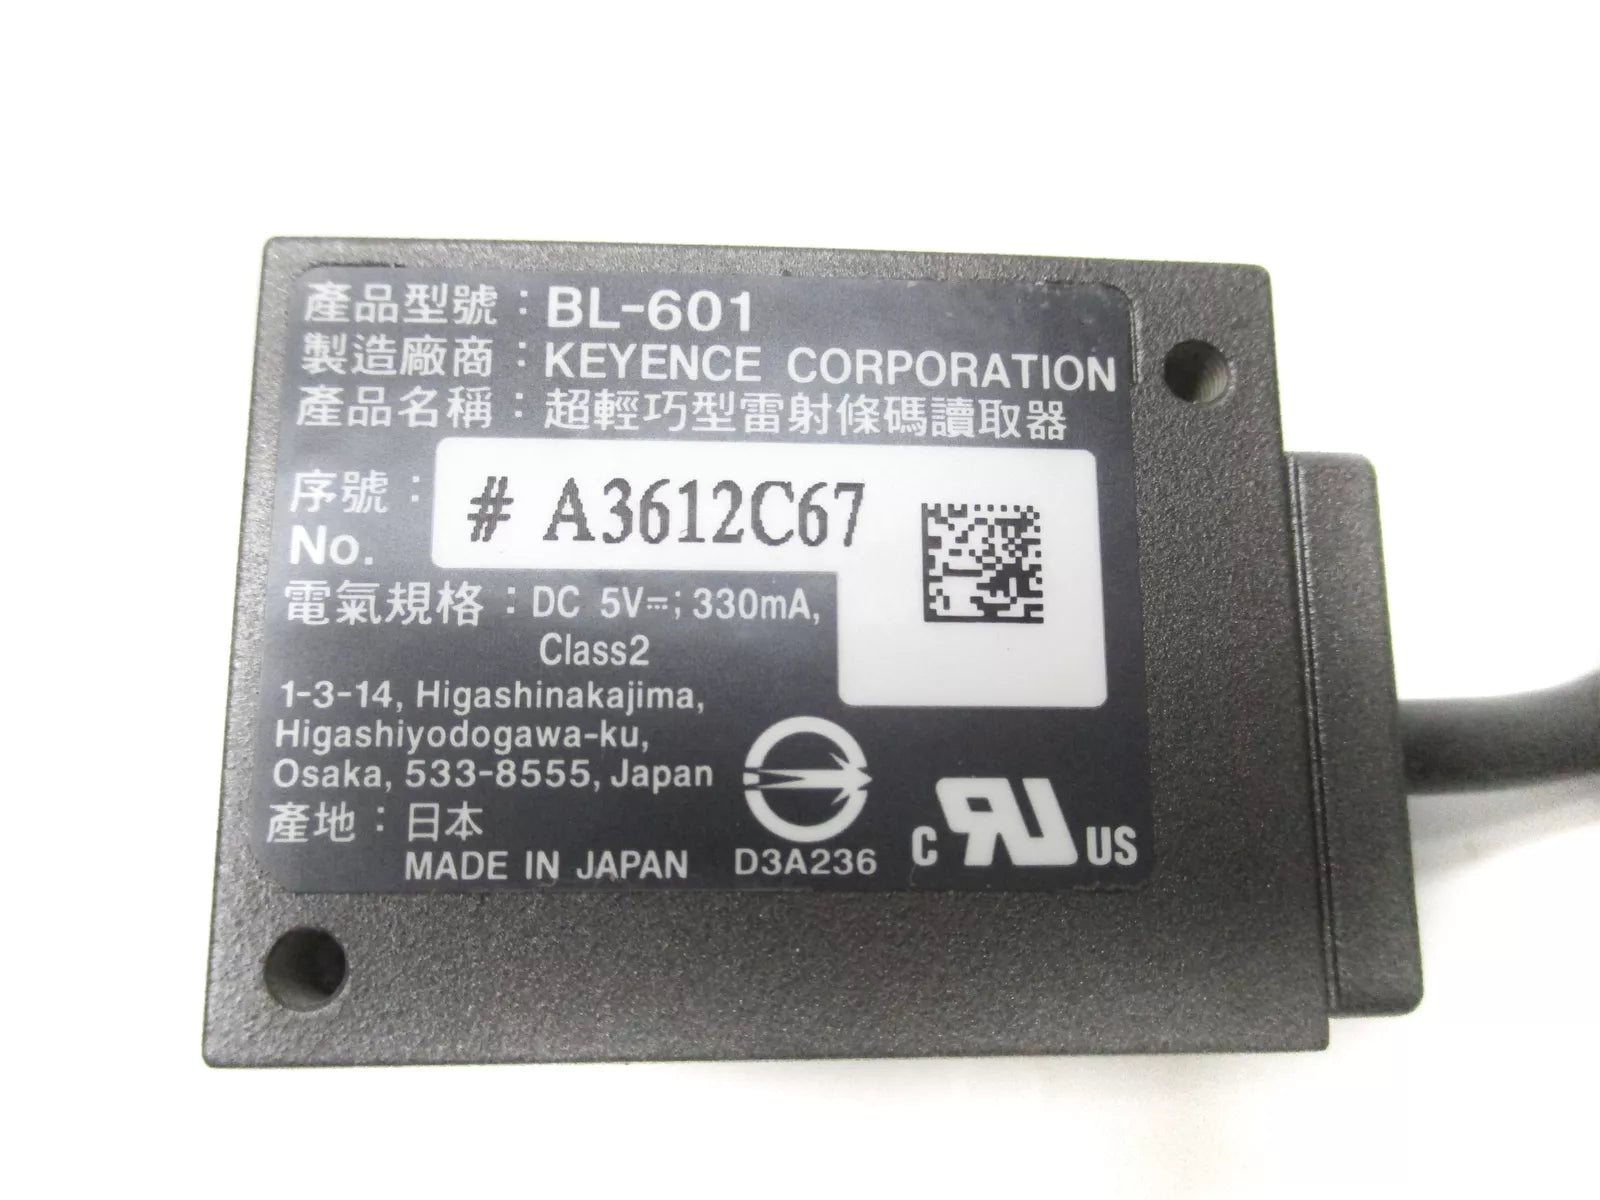 產品型號：BL-601
製造廠商：KEYENCE CORPORATION
產品名稱：超輕巧型雷射條碼讀取器
序號：
No.
# A3612C67
電氣規格：DC 5V⎓; 330mA,
Class2
1-3-14, Higashinakajima,
Higashiyodogawa-ku,
Osaka, 533-8555, Japan
產地：日本
MADE IN JAPAN
D3A236
C RU US